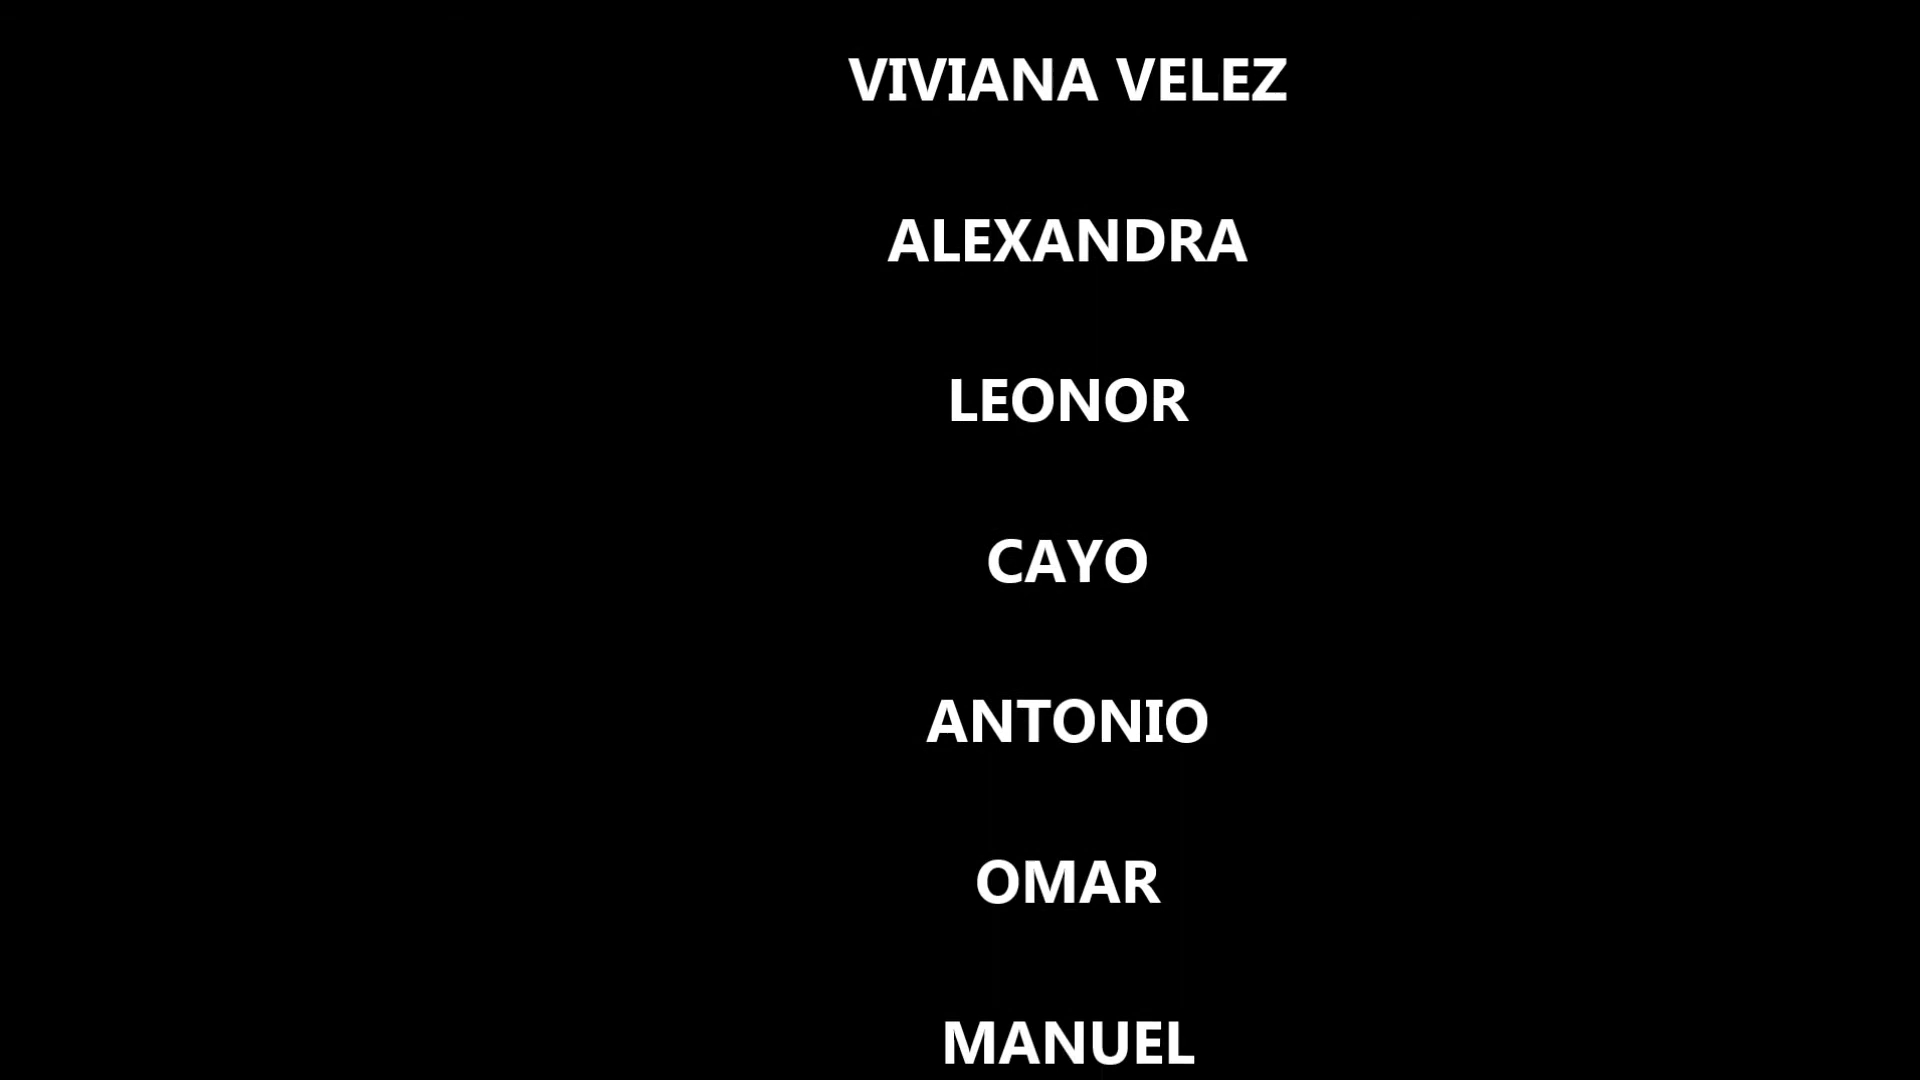 VIVIANA VELEZ
ALEXANDRA
LEONOR
CAYO
ANTONIO
OMAR
MANUEL